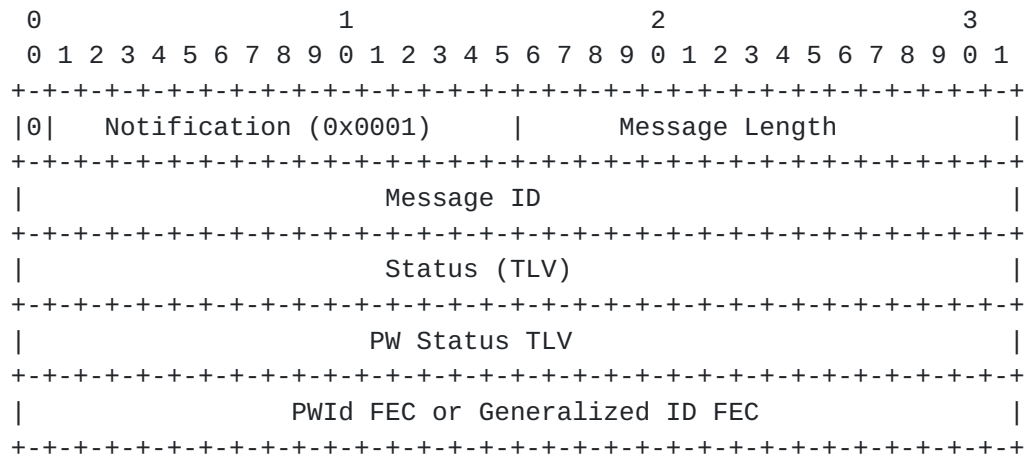 0                   1                   2                   3
 0 1 2 3 4 5 6 7 8 9 0 1 2 3 4 5 6 7 8 9 0 1 2 3 4 5 6 7 8 9 0 1
+-+-+-+-+-+-+-+-+-+-+-+-+-+-+-+-+-+-+-+-+-+-+-+-+-+-+-+-+-+-+-+-+
|0|   Notification (0x0001)     |      Message Length           |
+-+-+-+-+-+-+-+-+-+-+-+-+-+-+-+-+-+-+-+-+-+-+-+-+-+-+-+-+-+-+-+-+
|                       Message ID                              |
+-+-+-+-+-+-+-+-+-+-+-+-+-+-+-+-+-+-+-+-+-+-+-+-+-+-+-+-+-+-+-+-+
|                       Status (TLV)                            |
+-+-+-+-+-+-+-+-+-+-+-+-+-+-+-+-+-+-+-+-+-+-+-+-+-+-+-+-+-+-+-+-+
|                      PW Status TLV                            |
+-+-+-+-+-+-+-+-+-+-+-+-+-+-+-+-+-+-+-+-+-+-+-+-+-+-+-+-+-+-+-+-+
|                 PWId FEC or Generalized ID FEC                |
+-+-+-+-+-+-+-+-+-+-+-+-+-+-+-+-+-+-+-+-+-+-+-+-+-+-+-+-+-+-+-+-+